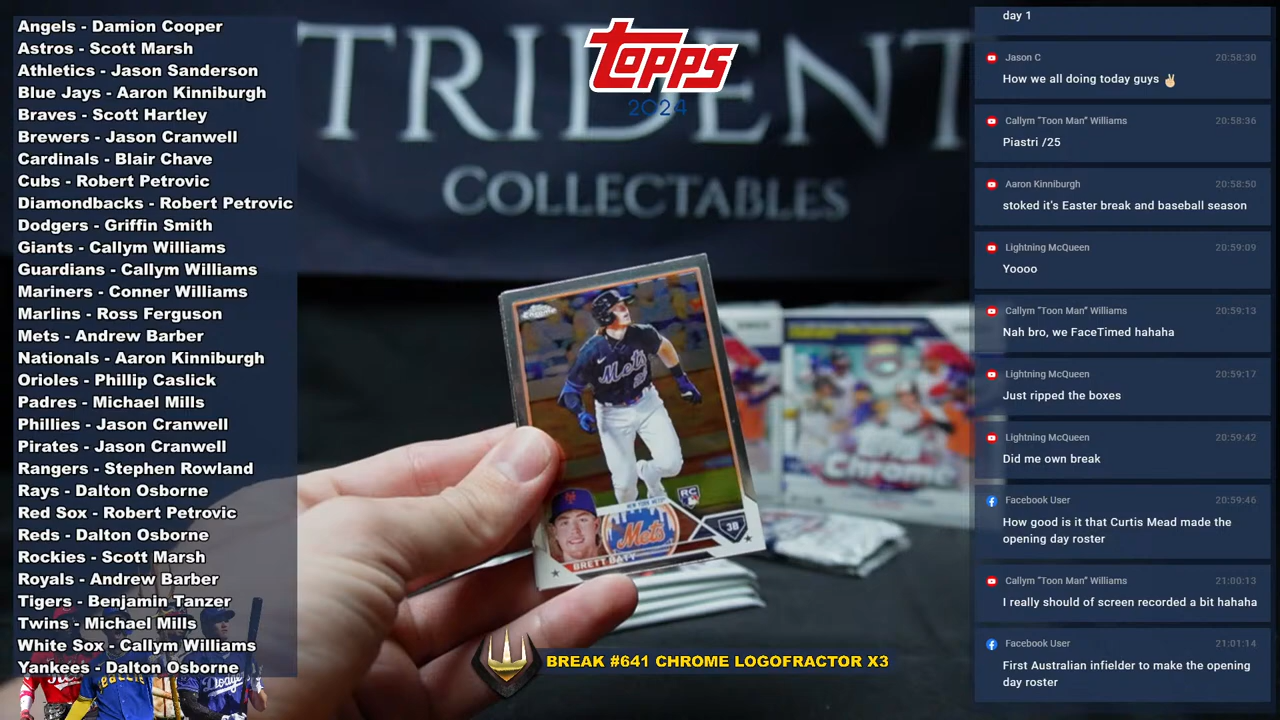 Angels - Damion Cooper
Astros - Scott Marsh
Athletics - Jason Sanderson
Blue Jays - Aaron Kinniburgh
Braves - Scott Hartley
Brewers - Jason Cranwell
Cardinals - Blair Chave
Cubs - Robert Petrovic
Diamondbacks - Robert Petrovic
Dodgers - Griffin Smith
Giants - Callym Williams
Guardians - Callym Williams
Mariners - Conner Williams
Marlins - Ross Ferguson
Mets - Andrew Barber
Nationals - Aaron Kinniburgh
Orioles - Phillip Caslick
Padres - Michael Mills
Phillies - Jason Cranwell
Pirates - Jason Cranwell
Rangers - Stephen Rowland
Rays - Dalton Osborne
Red Sox - Robert Petrovic
Reds - Dalton Osborne
Rockies - Scott Marsh
Royals - Andrew Barber
Tigers - Benjamin Tanzer
Twins - Michael Mills
White Sox - Callym Williams
Yankees - Dalton Osborne
TRIDENT
COLLECTABLES
topps
2024
Chrome
Mets
NEW YORK METS
RC
Mets
3B
BRETT BATY
Chrome
BREAK #641 CHROME LOGOFRACTOR X3
day 1
Jason C 20:58:30
How we all doing today guys ✌🏻
Callym "Toon Man" Williams 20:58:36
Piastri /25
Aaron Kinniburgh 20:58:50
stoked it's Easter break and baseball season
Lightning McQueen 20:59:09
Yoooo
Callym "Toon Man" Williams 20:59:13
Nah bro, we FaceTimed hahaha
Lightning McQueen 20:59:17
Just ripped the boxes
Lightning McQueen 20:59:42
Did me own break
Facebook User 20:59:46
How good is it that Curtis Mead made the
opening day roster
Callym "Toon Man" Williams 21:00:13
I really should of screen recorded a bit hahaha
Facebook User 21:01:14
First Australian infielder to make the opening
day roster